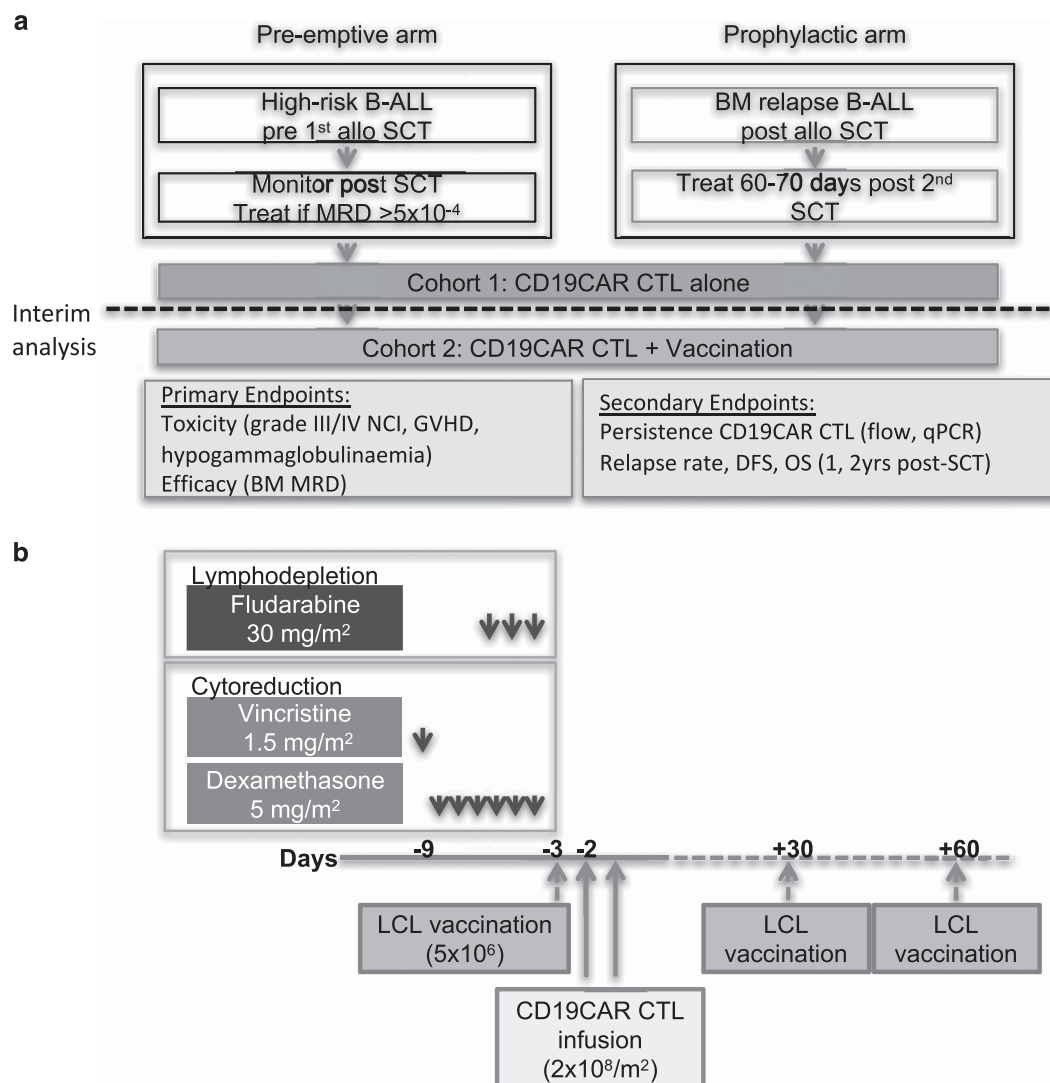 a
Pre-emptive arm
Prophylactic arm
High-risk B-ALL
pre 1st allo SCT
Monitor post SCT
Treat if MRD >5x10-4
BM relapse B-ALL
post allo SCT
Treat 60-70 days post 2nd
SCT
Cohort 1: CD19CAR CTL alone
Interim
analysis
Cohort 2: CD19CAR CTL + Vaccination
Primary Endpoints:
Toxicity (grade III/IV NCI, GVHD,
hypogammaglobulinaemia)
Efficacy (BM MRD)
Secondary Endpoints:
Persistence CD19CAR CTL (flow, qPCR)
Relapse rate, DFS, OS (1, 2yrs post-SCT)
b
Lymphodepletion
Fludarabine
30 mg/m²
Cytoreduction
Vincristine
1.5 mg/m²
Dexamethasone
5 mg/m²
Days -9 -3 -2 +30 +60
LCL vaccination
(5x10⁶)
LCL
vaccination
LCL
vaccination
CD19CAR CTL
infusion
(2x10⁸/m²)